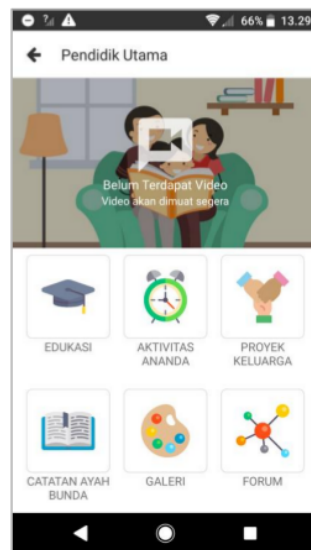 66% 13.29
Pendidik Utama
Belum Terdapat Video
Video akan dimuat segera
EDUKASI
AKTIVITAS
ANANDA
PROYEK
KELUARGA
CATATAN AYAH
BUNDA
GALERI
FORUM